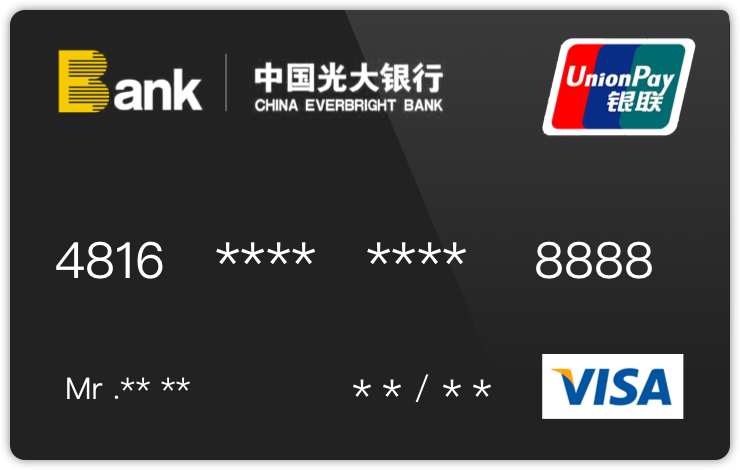 Bank
中国光大银行
CHINA EVERBRIGHT BANK
UnionPay
银联
4816 **** **** 8888
Mr .** **
**/**
VISA